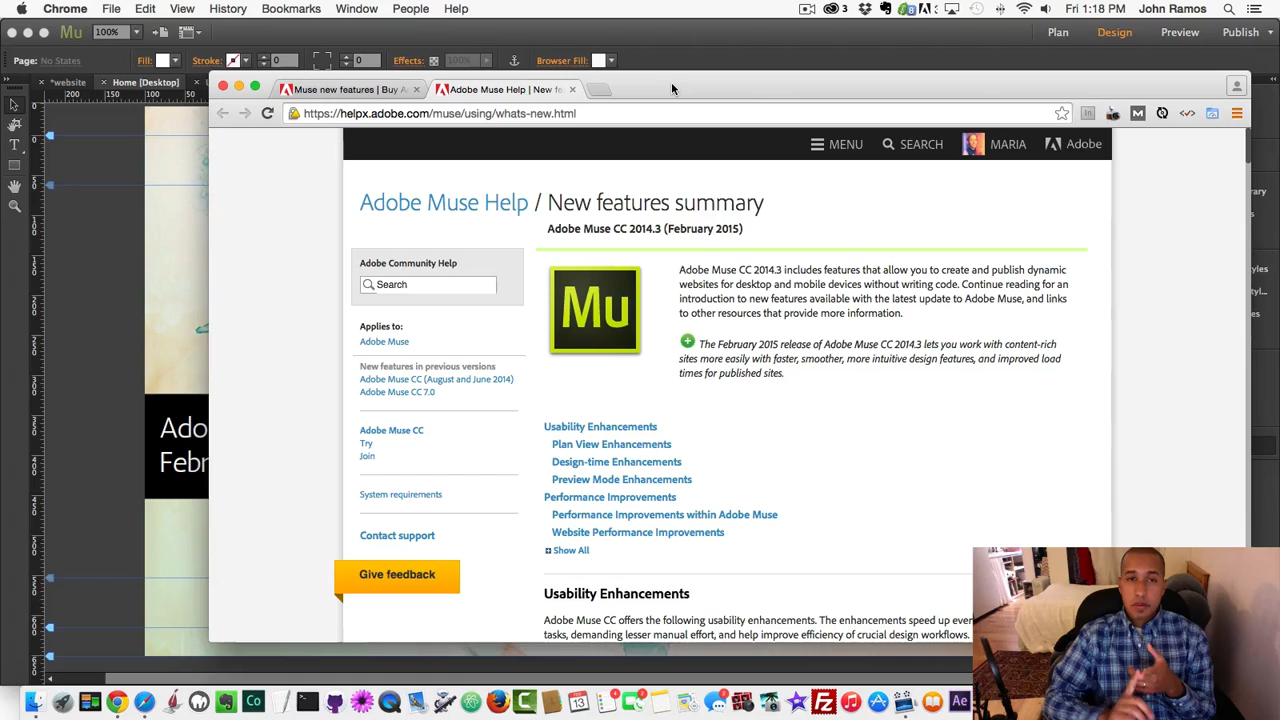 Chrome File Edit View History Bookmarks Window People Help 3 4 Fri 1:18 PM John Ramos
Mu 100% Plan Design Preview Publish
Page: No States Fill: Stroke: 0 0 Effects: 100% Browser Fill:
*website Home [Desktop]
Muse new features | Buy A Adobe Muse Help | New fe
https://helpx.adobe.com/muse/using/whats-new.html
MENU SEARCH MARIA Adobe
Adobe Muse Help / New features summary
Adobe Muse CC 2014.3 (February 2015)
Adobe Community Help
Search
Applies to:
Adobe Muse
New features in previous versions
Adobe Muse CC (August and June 2014)
Adobe Muse CC 7.0
Adobe Muse CC
Try
Join
System requirements
Contact support
Give feedback
Mu
Adobe Muse CC 2014.3 includes features that allow you to create and publish dynamic
websites for desktop and mobile devices without writing code. Continue reading for an
introduction to new features available with the latest update to Adobe Muse, and links
to other resources that provide more information.
The February 2015 release of Adobe Muse CC 2014.3 lets you work with content-rich
sites more easily with faster, smoother, more intuitive design features, and improved load
times for published sites.
Usability Enhancements
Plan View Enhancements
Design-time Enhancements
Preview Mode Enhancements
Performance Improvements
Performance Improvements within Adobe Muse
Website Performance Improvements
Show All
Usability Enhancements
Adobe Muse CC offers the following usability enhancements. The enhancements speed up ever
tasks, demanding lesser manual effort, and help improve efficiency of crucial design workflows.
Ado
Febr